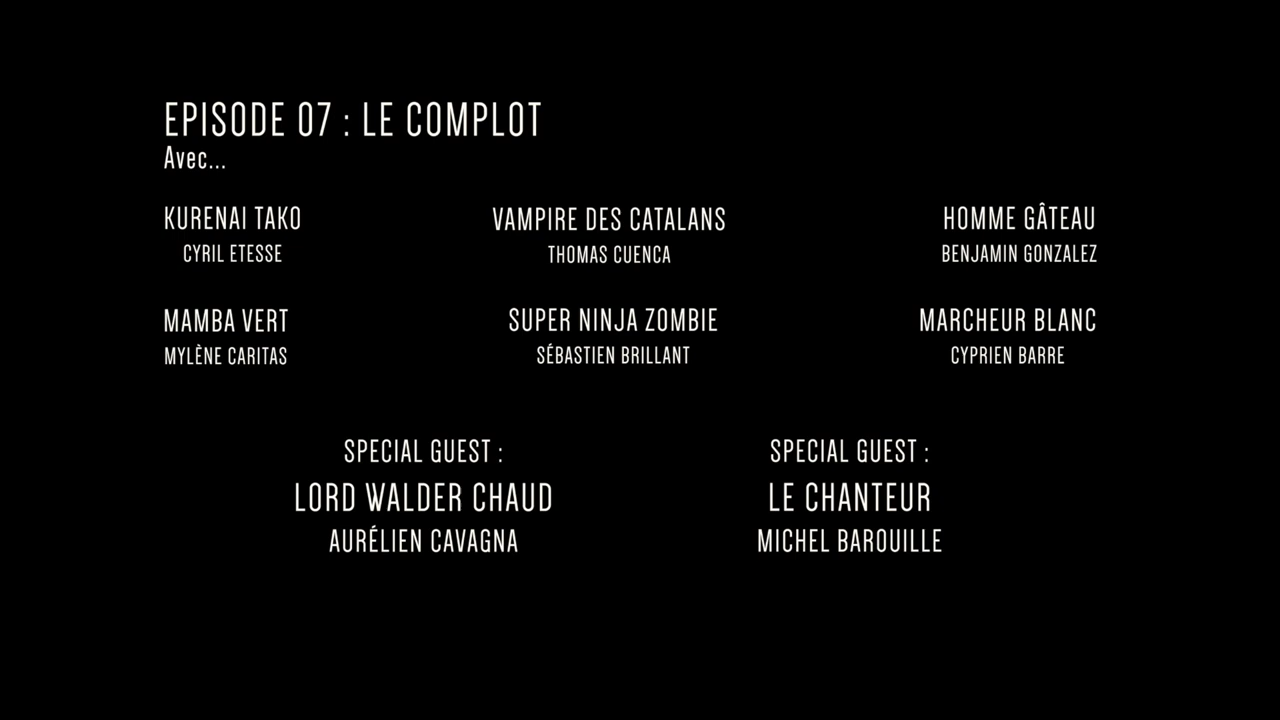 EPISODE 07 : LE COMPLOT
Avec...
KURENAI TAKO
CYRIL ETESSE
VAMPIRE DES CATALANS
THOMAS CUENCA
HOMME GÂTEAU
BENJAMIN GONZALEZ
MAMBA VERT
MYLÈNE CARITAS
SUPER NINJA ZOMBIE
SÉBASTIEN BRILLANT
MARCHEUR BLANC
CYPRIEN BARRE
SPECIAL GUEST :
LORD WALDER CHAUD
AURÉLIEN CAVAGNA
SPECIAL GUEST :
LE CHANTEUR
MICHEL BAROUILLE